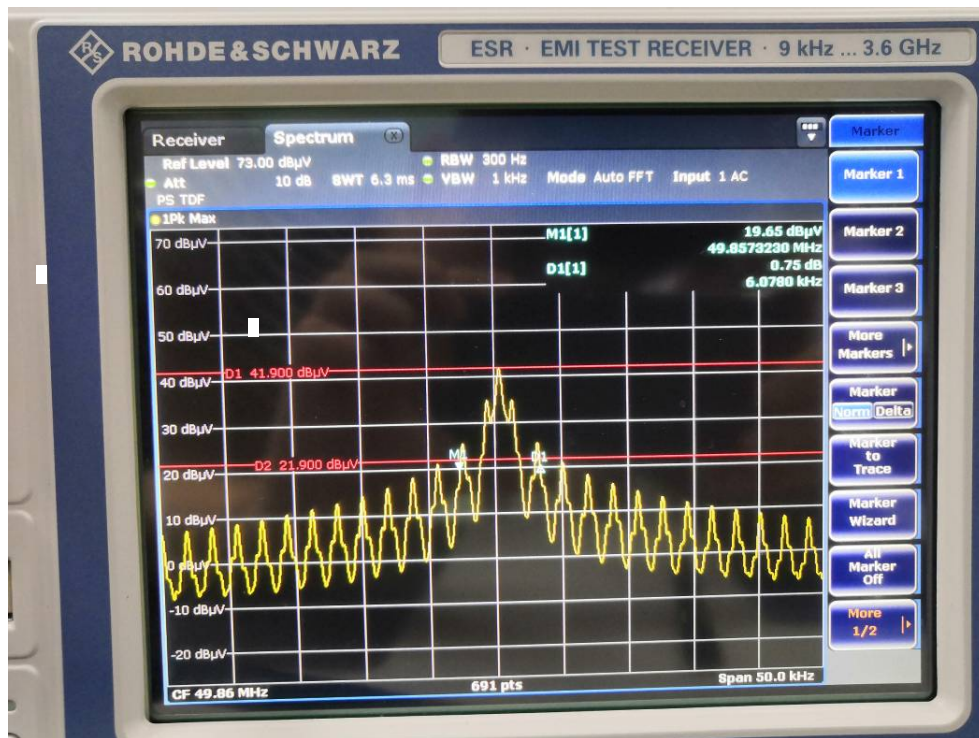 ROHDE&SCHWARZ
ESR · EMI TEST RECEIVER · 9 kHz ... 3.6 GHz
Receiver Spectrum
Ref Level 73.00 dBµV RBW 300 Hz
Att 10 dB SWT 6.3 ms VBW 1 kHz Mode Auto FFT Input 1 AC
PS TDF
1Pk Max
M1[1] 19.65 dBµV
49.8573230 MHz
D1[1] 0.75 dB
6.0780 kHz
70 dBµV
60 dBµV
50 dBµV
D1 41.900 dBµV
40 dBµV
30 dBµV
M1
D1
D2 21.900 dBµV
20 dBµV
10 dBµV
0 dBµV
-10 dBµV
-20 dBµV
CF 49.86 MHz 691 pts Span 50.0 kHz
Marker
Marker 1
Marker 2
Marker 3
More
Markers
Marker
Norm Delta
Marker
to
Trace
Marker
Wizard
All
Marker
Off
More
1/2